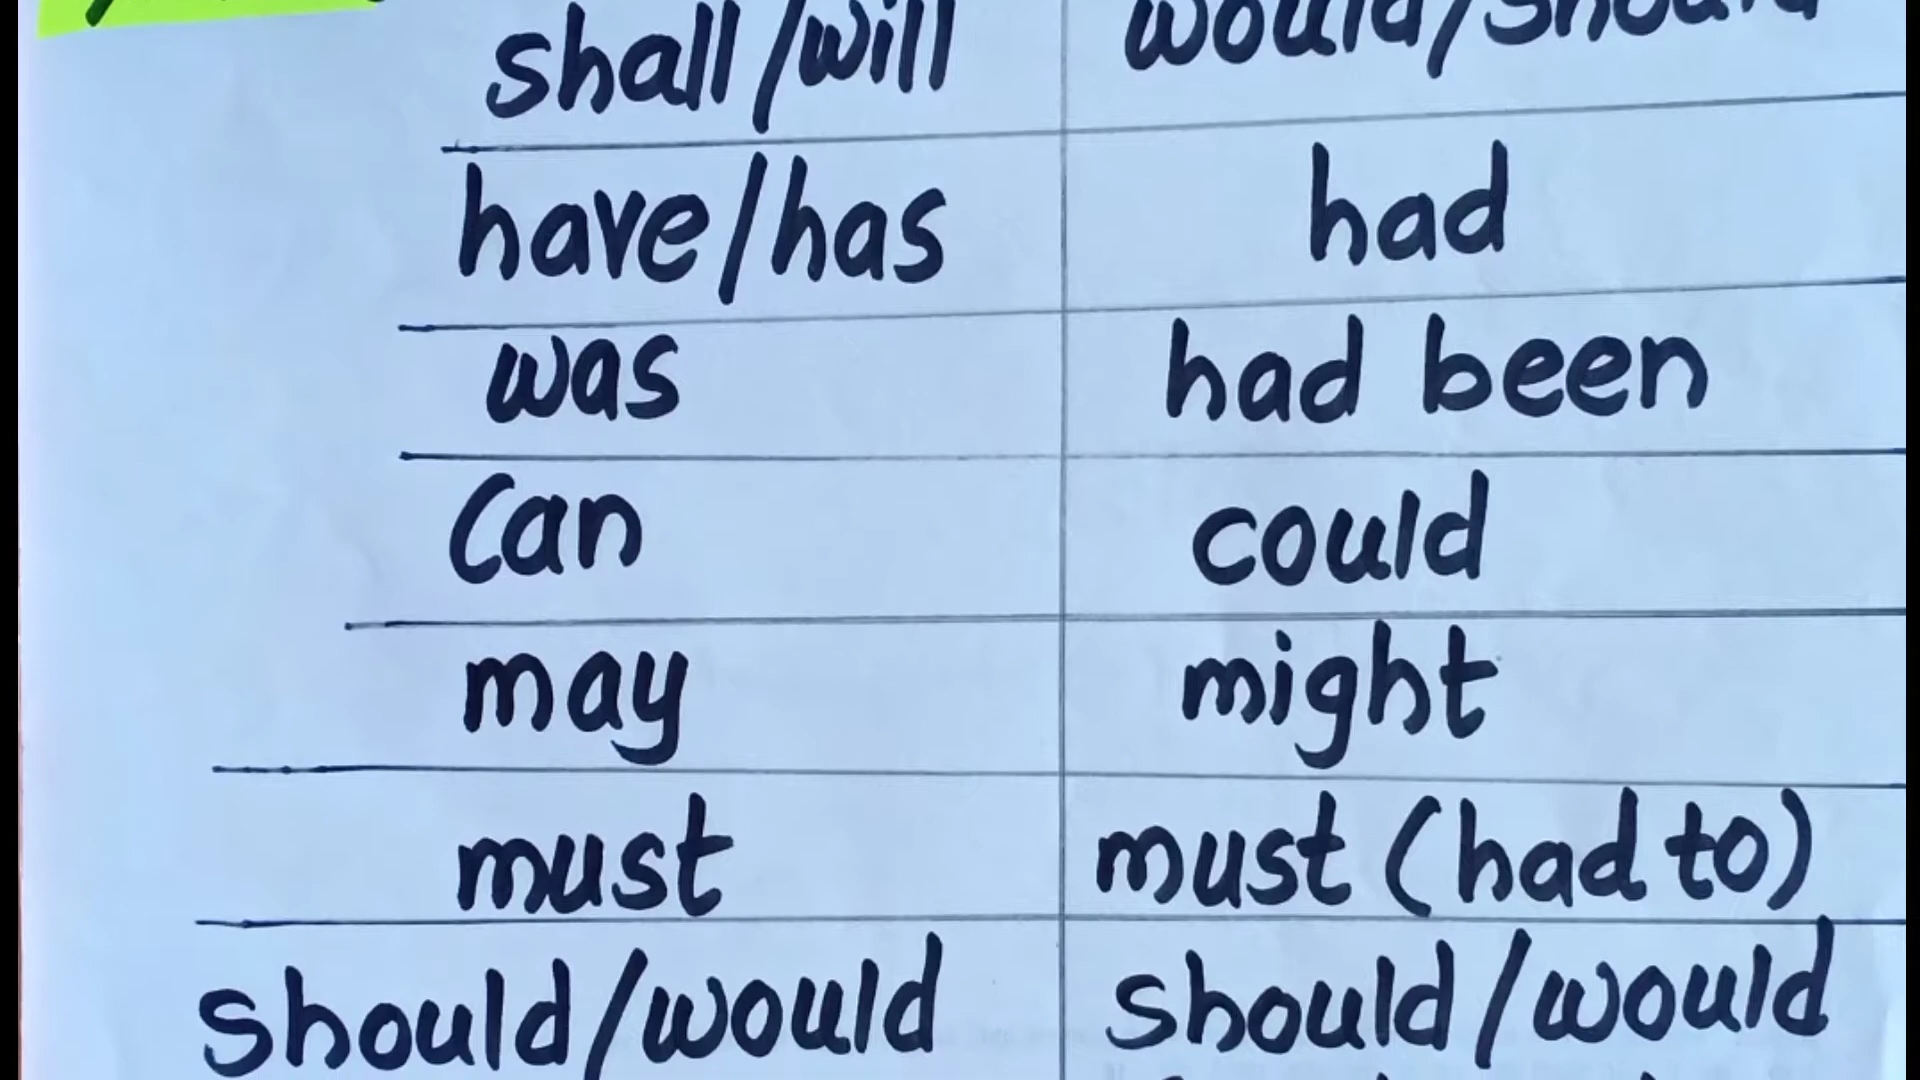 shall/will would/should
have/has had
was had been
Can could
may might
must must (had to)
should/would should/would